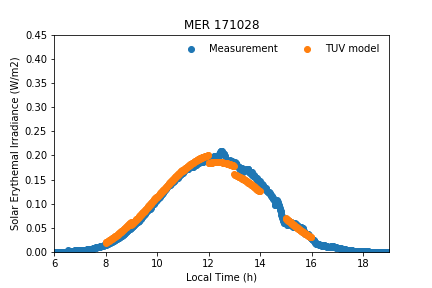 MER 171028
Measurement
TUV model
Solar Erythemal Irradiance (W/m2)
0.45
0.40
0.35
0.30
0.25
0.20
0.15
0.10
0.05
0.00
6 8 10 12 14 16 18
Local Time (h)